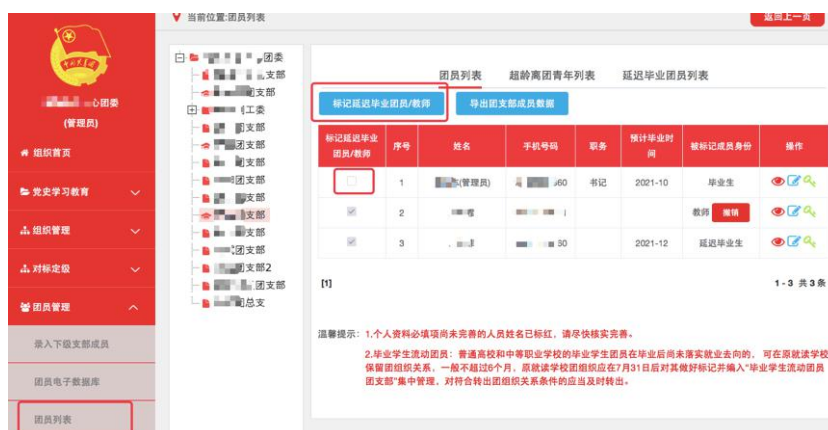 当前位置:团员列表
返回上一页
心团委
(管理员)
组织首页
党史学习教育
组织管理
对标定级
团员管理
录入下级支部成员
团员电子数据库
团员列表
团委
支部
团支部
工委
支部
团支部
支部
团支部
支部
支部
支部
团支部
团支部2
团支部
总支
团员列表 超龄离团青年列表 延迟毕业团员列表
标记延迟毕业团员/教师 导出团支部成员数据
标记延迟毕业团员/教师 序号 姓名 手机号码 职务 预计毕业时间 被标记成员身份 操作
1 (管理员) 60 书记 2021-10 毕业生
2 教师 撤销
3 60 2021-12 延迟毕业生
[1] 1-3 共3条
温馨提示: 1.个人资料必填项尚未完善的人员姓名已标红,请尽快核实完善。
2.毕业学生流动团员:普通高校和中等职业学校的毕业学生团员在毕业后尚未落实就业去向的, 可在原就读学校
保留团组织关系,一般不超过6个月,原就读学校团组织应在7月31日后对其做好标记并编入“毕业学生流动团员
团支部”集中管理,对符合转出团组织关系条件的应当及时转出。